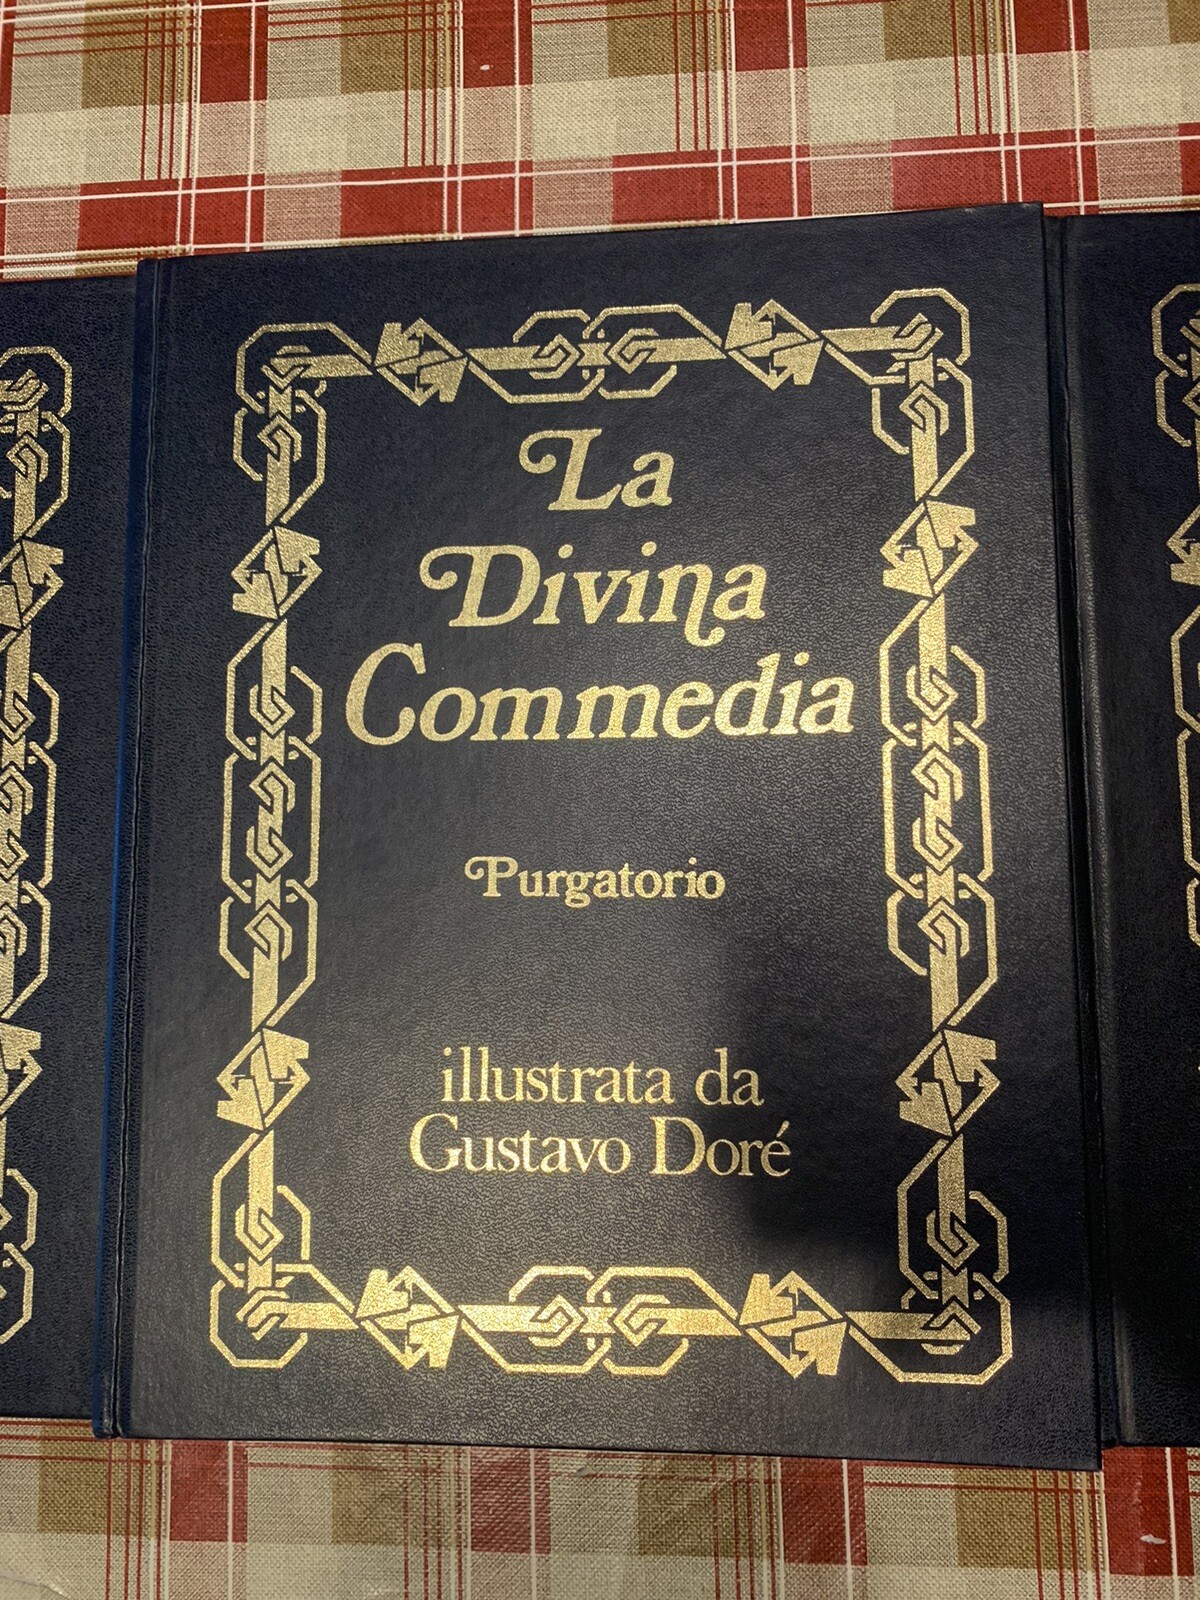 La
Divina
Commedia
Purgatorio
illustrata da
Gustavo Doré